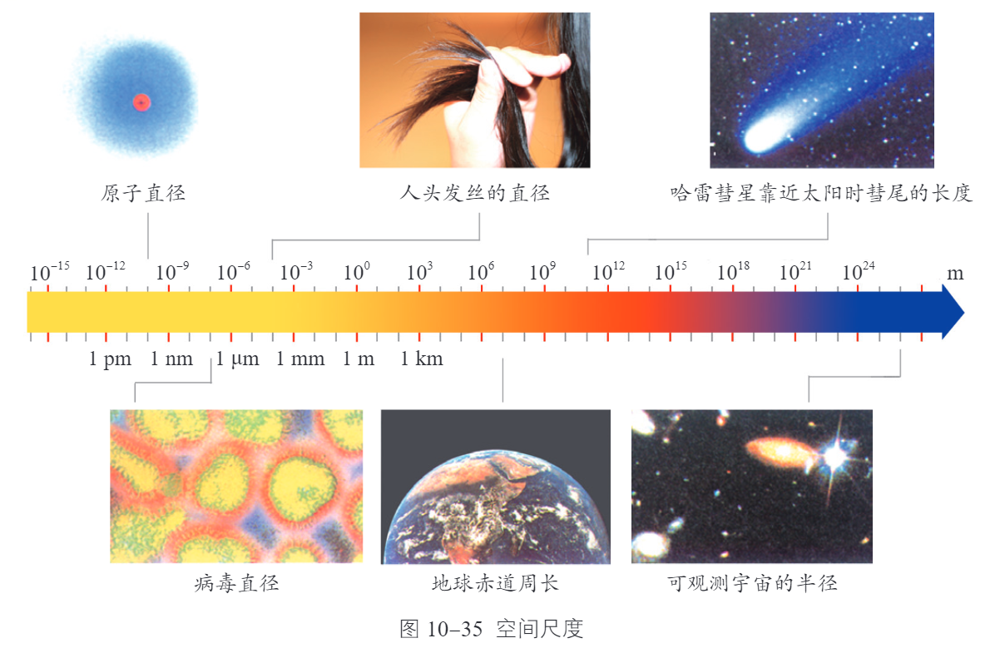 原子直径
人头发丝的直径
哈雷彗星靠近太阳时彗尾的长度
10⁻¹⁵ 10⁻¹² 10⁻⁹ 10⁻⁶ 10⁻³ 10⁰ 10³ 10⁶ 10⁹ 10¹² 10¹⁵ 10¹⁸ 10²¹ 10²⁴ m
1 pm 1 nm 1 μm 1 mm 1 m 1 km
病毒直径
地球赤道周长
可观测宇宙的半径
图 10–35 空间尺度